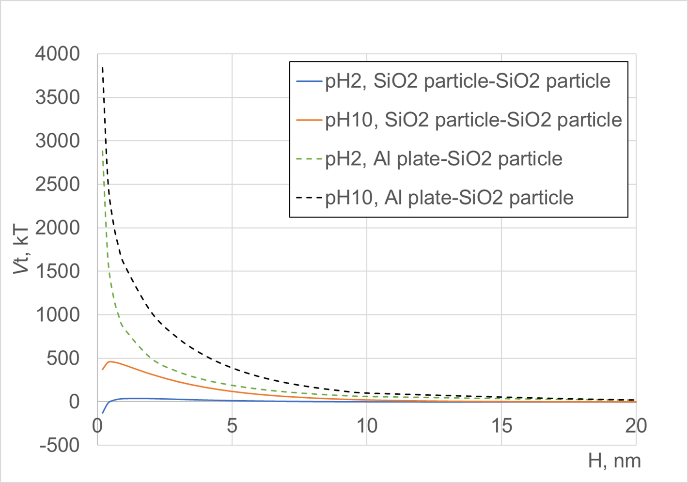 4000
3500
3000
2500
2000
1500
1000
500
0
-500
Vt, kT
pH2, SiO2 particle-SiO2 particle
pH10, SiO2 particle-SiO2 particle
pH2, Al plate-SiO2 particle
pH10, Al plate-SiO2 particle
0 5 10 15 20
H, nm